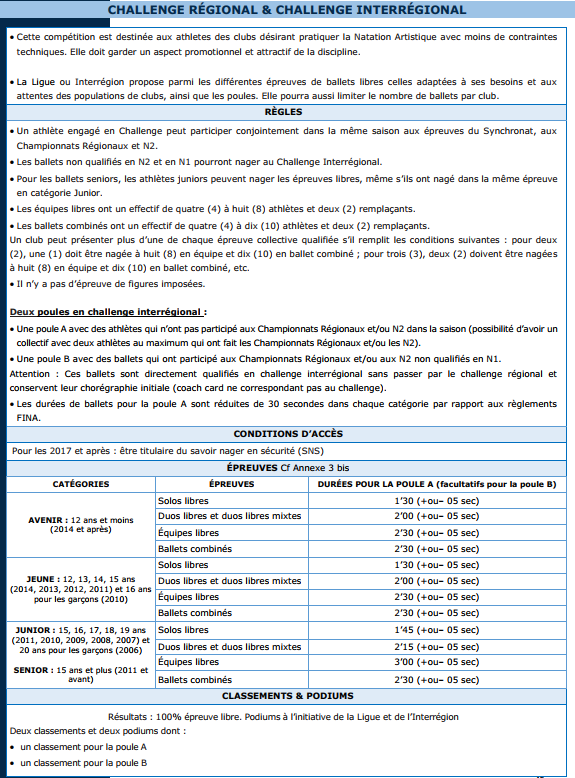 CHALLENGE RÉGIONAL & CHALLENGE INTERRÉGIONAL
• Cette compétition est destinée aux athletes des clubs désirant pratiquer la Natation Artistique avec moins de contraintes
techniques. Elle doit garder un aspect promotionnel et attractif de la discipline.
• La Ligue ou Interrégion propose parmi les différentes épreuves de ballets libres celles adaptées à ses besoins et aux
attentes des populations de clubs, ainsi que les poules. Elle pourra aussi limiter le nombre de ballets par club.
RÈGLES
• Un athlète engagé en Challenge peut participer conjointement dans la même saison aux épreuves du Synchronat, aux
Championnats Régionaux et N2.
• Les ballets non qualifiés en N2 et en N1 pourront nager au Challenge Interrégional.
• Pour les ballets seniors, les athlètes juniors peuvent nager les épreuves libres, même s'ils ont nagé dans la même épreuve
en catégorie Junior.
• Les équipes libres ont un effectif de quatre (4) à huit (8) athlètes et deux (2) remplaçants.
• Les ballets combinés ont un effectif de quatre (4) à dix (10) athlètes et deux (2) remplaçants.
Un club peut présenter plus d'une de chaque épreuve collective qualifiée s'il remplit les conditions suivantes : pour deux
(2), une (1) doit être nagée à huit (8) en équipe et dix (10) en ballet combiné ; pour trois (3), deux (2) doivent être nagées
à huit (8) en équipe et dix (10) en ballet combiné, etc.
• Il n'y a pas d'épreuve de figures imposées.
Deux poules en challenge interrégional :
• Une poule A avec des athlètes qui n'ont pas participé aux Championnats Régionaux et/ou N2 dans la saison (possibilité d'avoir un
collectif avec deux athlètes au maximum qui ont fait les Championnats Régionaux et/ou les N2).
• Une poule B avec des ballets qui ont participé aux Championnats Régionaux et/ou aux N2 non qualifiés en N1.
Attention : Ces ballets sont directement qualifiés en challenge interrégional sans passer par le challenge régional et
conservent leur chorégraphie initiale (coach card ne correspondant pas au challenge).
• Les durées de ballets pour la poule A sont réduites de 30 secondes dans chaque catégorie par rapport aux règlements
FINA.
CONDITIONS D'ACCÈS
Pour les 2017 et après : être titulaire du savoir nager en sécurité (SNS)
ÉPREUVES Cf Annexe 3 bis
CATÉGORIES ÉPREUVES DURÉES POUR LA POULE A (facultatifs pour la poule B)
AVENIR : 12 ans et moins
(2014 et après)
Solos libres 1'30 (+ou– 05 sec)
Duos libres et duos libres mixtes 2'00 (+ou– 05 sec)
Équipes libres 2'30 (+ou– 05 sec)
Ballets combinés 2'30 (+ou– 05 sec)
JEUNE : 12, 13, 14, 15 ans
(2014, 2013, 2012, 2011) et 16 ans
pour les garçons (2010)
Solos libres 1'30 (+ou– 05 sec)
Duos libres et duos libres mixtes 2'00 (+ou– 05 sec)
Équipes libres 2'30 (+ou– 05 sec)
Ballets combinés 2'30 (+ou– 05 sec)
JUNIOR : 15, 16, 17, 18, 19 ans
(2011, 2010, 2009, 2008, 2007) et
20 ans pour les garçons (2006)
SENIOR : 15 ans et plus (2011 et
avant)
Solos libres 1'45 (+ou– 05 sec)
Duos libres et duos libres mixtes 2'15 (+ou– 05 sec)
Équipes libres 3'00 (+ou– 05 sec)
Ballets combinés 2'30 (+ou– 05 sec)
CLASSEMENTS & PODIUMS
Résultats : 100% épreuve libre. Podiums à l'initiative de la Ligue et de l'Interrégion
Deux classements et deux podiums dont :
• un classement pour la poule A
• un classement pour la poule B